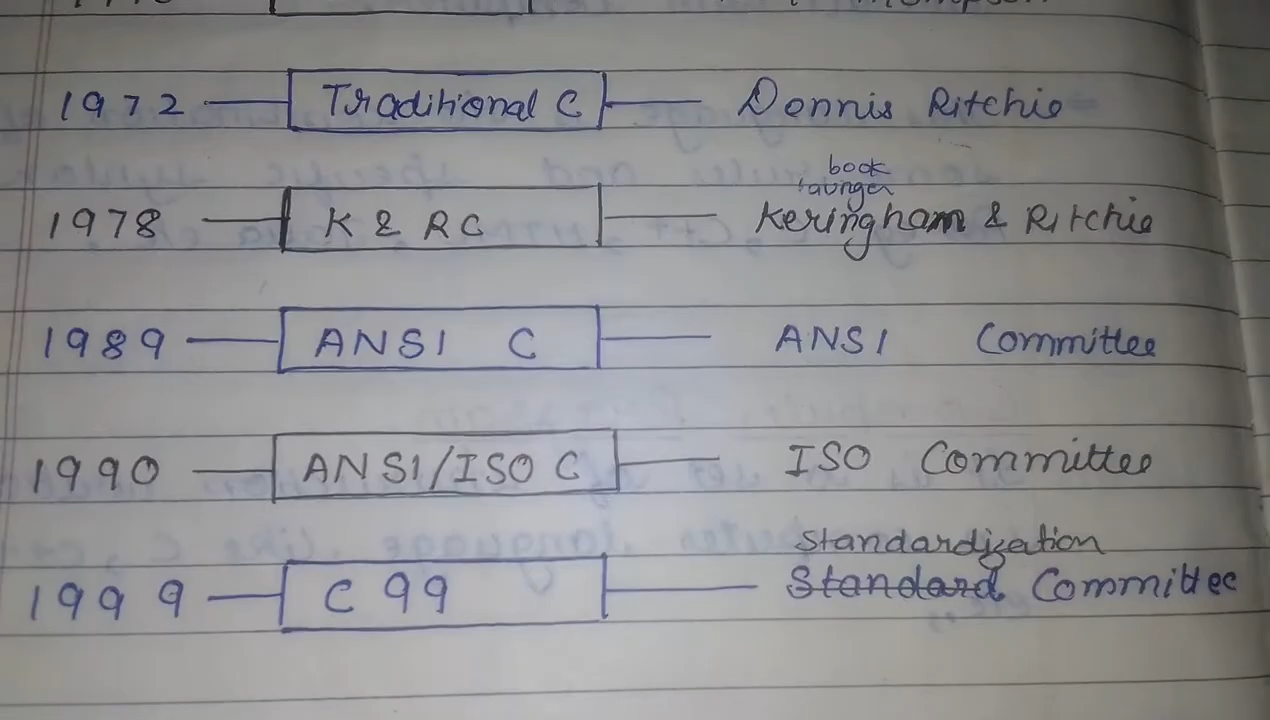 1972 Traditional C Dennis Ritchie
book
1978 K & RC Keringham & Ritchie
1989 ANSI C ANSI Committee
1990 ANSI/ISO C ISO Committee
Standardization
1999 C 99 Standard Committee